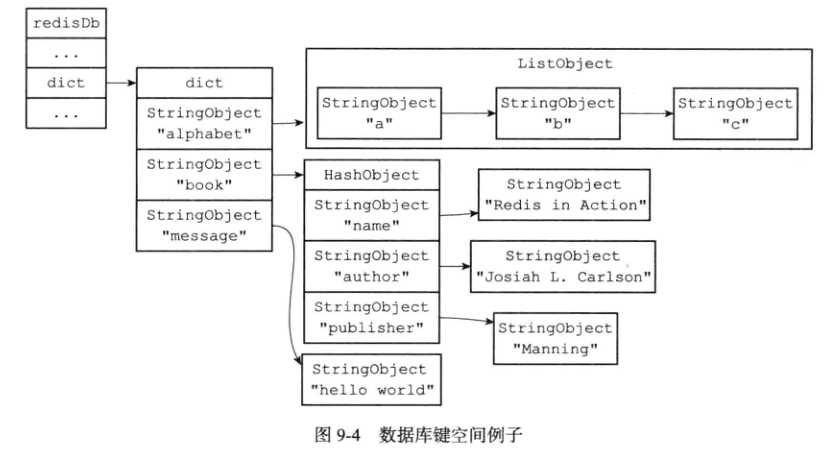 redisDb
...
dict
...
dict
StringObject
"alphabet"
StringObject
"book"
StringObject
"message"
ListObject
StringObject
"a"
StringObject
"b"
StringObject
"c"
HashObject
StringObject
"name"
StringObject
"author"
StringObject
"publisher"
StringObject
"Redis in Action"
StringObject
"Josiah L. Carlson"
StringObject
"Manning"
StringObject
"hello world"
图 9-4 数据库键空间例子